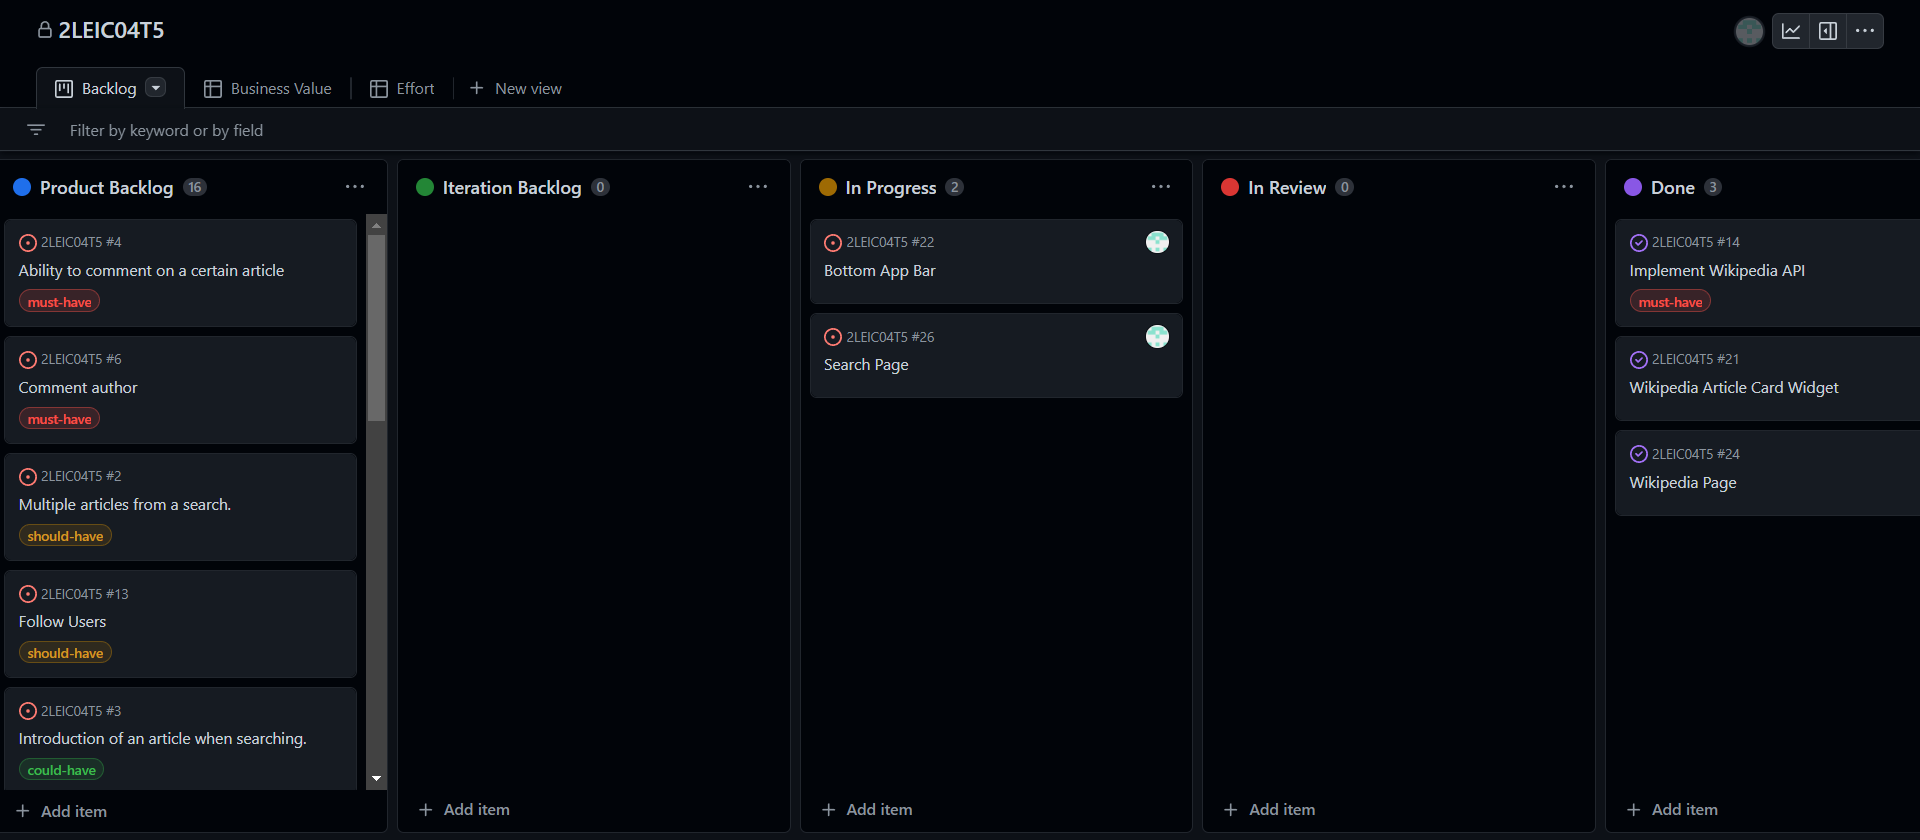 2LEIC04T5
Backlog
Business Value
Effort
New view
Filter by keyword or by field
Product Backlog 16
2LEIC04T5 #4
Ability to comment on a certain article
must-have
2LEIC04T5 #6
Comment author
must-have
2LEIC04T5 #2
Multiple articles from a search.
should-have
2LEIC04T5 #13
Follow Users
should-have
2LEIC04T5 #3
Introduction of an article when searching.
could-have
Add item
Iteration Backlog 0
Add item
In Progress 2
2LEIC04T5 #22
Bottom App Bar
2LEIC04T5 #26
Search Page
Add item
In Review 0
Add item
Done 3
2LEIC04T5 #14
Implement Wikipedia API
must-have
2LEIC04T5 #21
Wikipedia Article Card Widget
2LEIC04T5 #24
Wikipedia Page
Add item